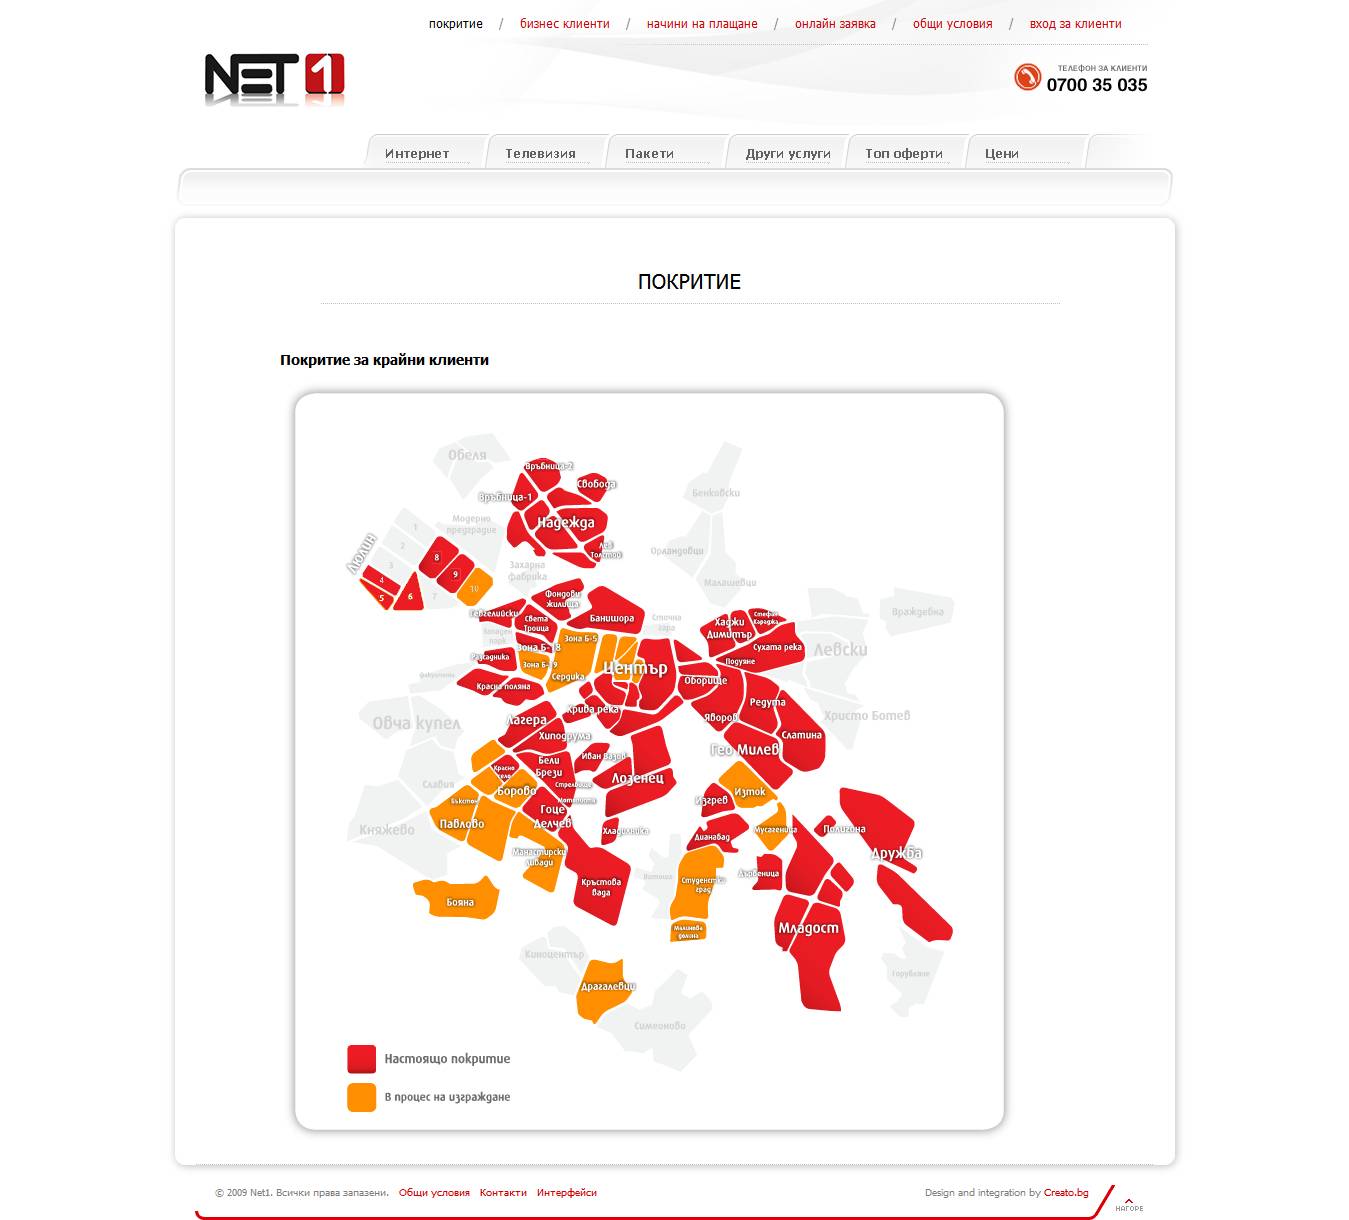 покритие / бизнес клиенти / начини на плащане / онлайн заявка / общи условия / вход за клиенти
NET 1
ТЕЛЕФОН ЗА КЛИЕНТИ
0700 35 035
Интернет Телевизия Пакети Други услуги Топ оферти Цени
ПОКРИТИЕ
Покритие за крайни клиенти
Обеля
Връбница-2
Свобода
Връбница-1
Бенковски
Надежда
Модерно
предградие
Люлин
1
2
3
4
5
6
7
8
9
10
Лев
Толстой
Орландовци
Захарна
фабрика
Малашевци
Фондови
жилища
Враждебна
Гевгелийски
Света
Троица
Банишора
Сточна
гара
Хаджи
Димитър
Стефан
Караджа
Западен
парк
Зона Б-5
Зона Б-18
Сухата река
Левски
Разсадника
Зона Б-19
Център
Подуяне
Факултета
Сердика
Оборище
Красна поляна
Редута
Овча купел
Лагера
Крива река
Яворов
Христо Ботев
Хиподрума
Слатина
Гео Милев
Бели
Брези
Иван Вазов
Красно
село
Лозенец
Славия
Стрелбище
Борово
Изток
Бъкстон
Мотописта
Изгрев
Гоце
Делчев
Павлово
Княжево
Хладилника
Дианабад
Мусагеница
Полигона
Манастирски
ливади
Дружба
Витоша
Кръстова
вада
Студентски
град
Дървеница
Бояна
Малинова
долина
Младост
Киноцентър
Горубляне
Драгалевци
Симеоново
Настоящо покритие
В процес на изграждане
© 2009 Net1. Всички права запазени. Общи условия Контакти Интерфейси
Design and integration by Creato.bg
НАГОРЕ